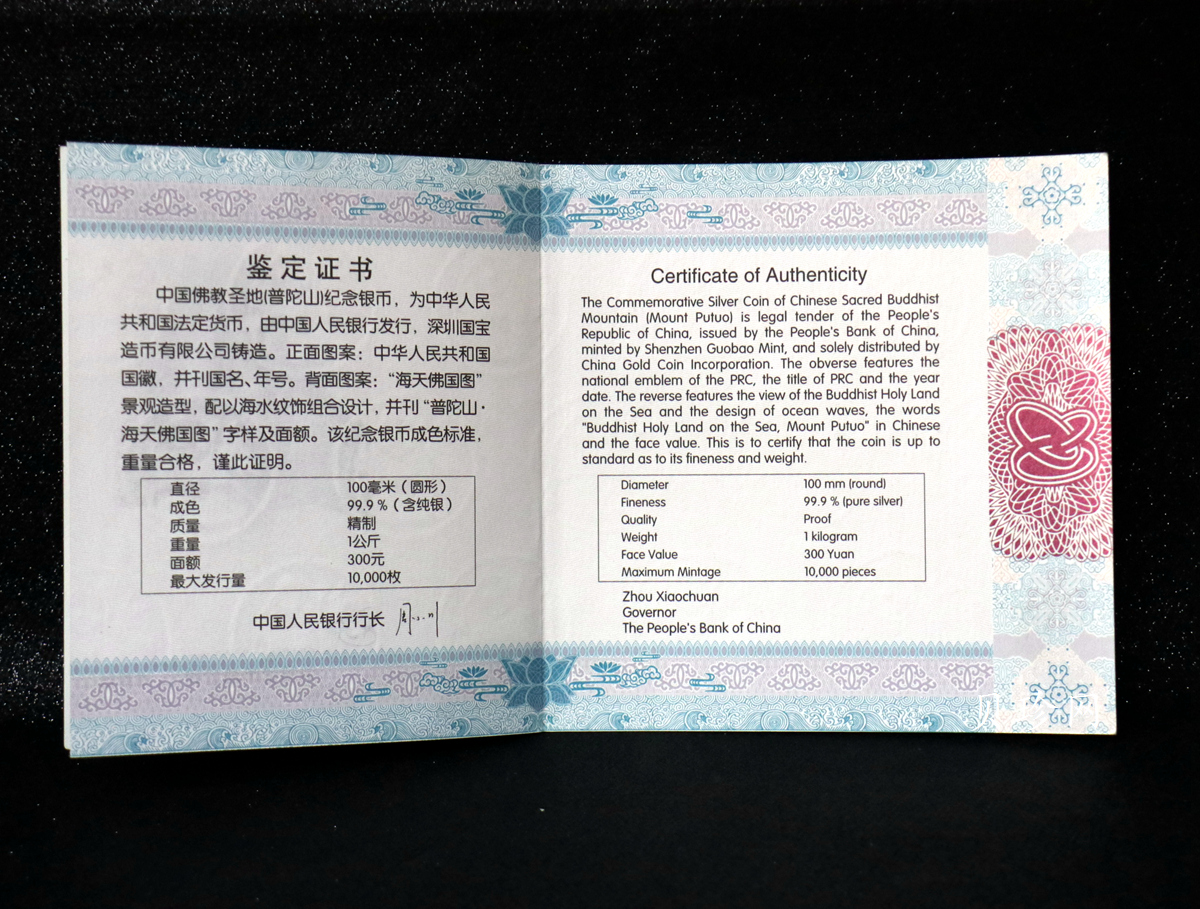 鉴定证书
中国佛教圣地(普陀山)纪念银币，为中华人民
共和国法定货币，由中国人民银行发行，深圳国宝
造币有限公司铸造。正面图案：中华人民共和国
国徽，并刊国名、年号。背面图案：“海天佛国图”
景观造型，配以海水纹饰组合设计，并刊“普陀山·
海天佛国图”字样及面额。该纪念银币成色标准，
重量合格，谨此证明。
直径 100毫米（圆形）
成色 99.9％（含纯银）
质量 精制
重量 1公斤
面额 300元
最大发行量 10,000枚
中国人民银行行长
Certificate of Authenticity
The Commemorative Silver Coin of Chinese Sacred Buddhist
Mountain (Mount Putuo) is legal tender of the People's
Republic of China, issued by the People's Bank of China,
minted by Shenzhen Guobao Mint, and solely distributed by
China Gold Coin Incorporation. The obverse features the
national emblem of the PRC, the title of PRC and the year
date. The reverse features the view of the Buddhist Holy Land
on the Sea and the design of ocean waves, the words
"Buddhist Holy Land on the Sea, Mount Putuo" in Chinese
and the face value. This is to certify that the coin is up to
standard as to its fineness and weight.
Diameter 100 mm (round)
Fineness 99.9 % (pure silver)
Quality Proof
Weight 1 kilogram
Face Value 300 Yuan
Maximum Mintage 10,000 pieces
Zhou Xiaochuan
Governor
The People's Bank of China